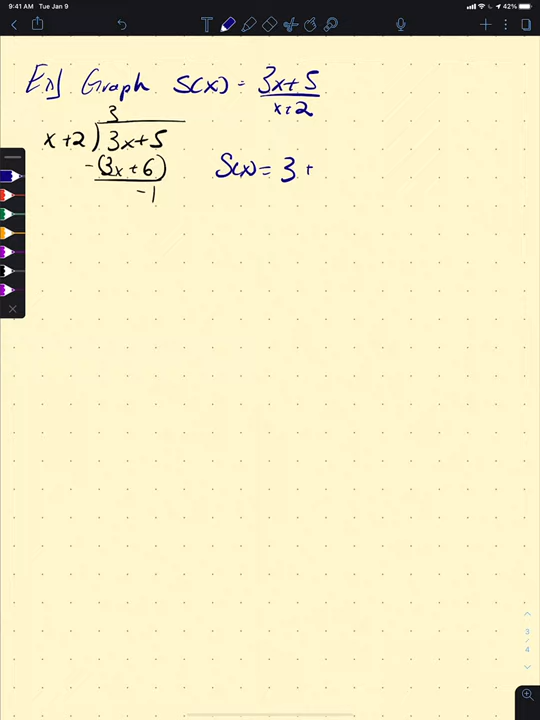 9:41 AM Tue Jan 9
42%
Ex] Graph S(x) = 3x+5
x+2
3
x+2) 3x+5
-(3x+6)
-1
S(x) = 3 +
3
4